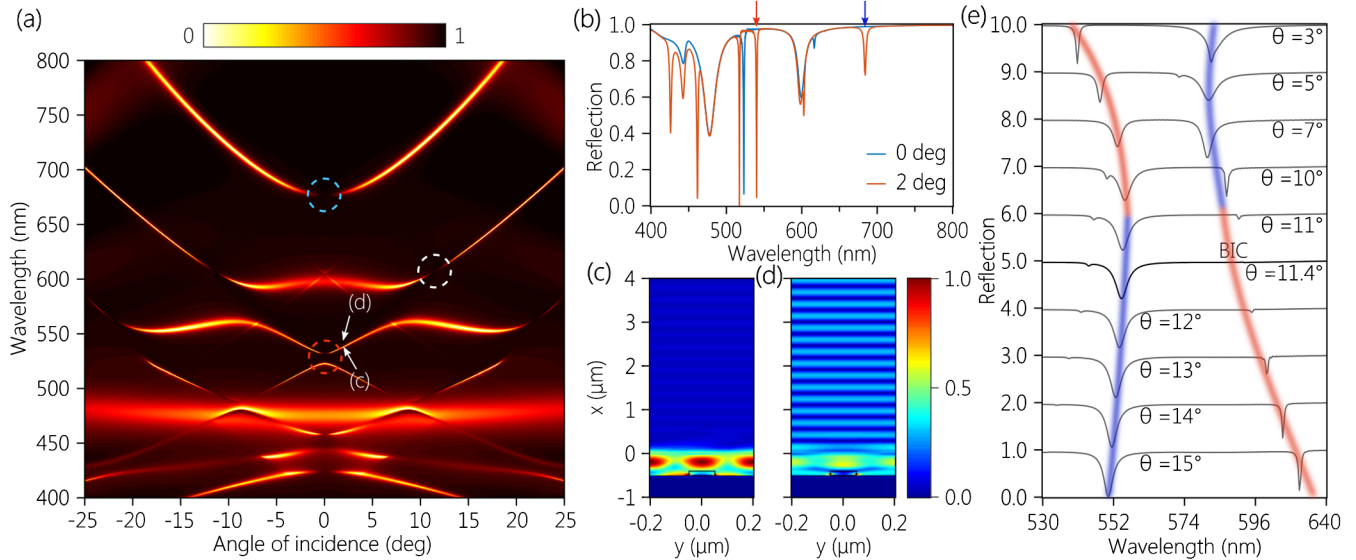 (a)
0
1
800
750
700
650
600
550
500
450
400
Wavelength (nm)
-25 -20 -15 -10 -5 0 5 10 15 20 25
Angle of incidence (deg)
(d)
(c)
(b)
1.0
0.8
0.6
0.4
0.2
0.0
Reflection
0 deg
2 deg
400 500 600 700 800
Wavelength (nm)
(c)
4
3
2
1
0
-1
x (μm)
-0.2 0.0 0.2
y (μm)
(d)
-0.2 0.0 0.2
y (μm)
1.0
0.5
0.0
(e)
10.0
9.0
8.0
7.0
6.0
5.0
4.0
3.0
2.0
1.0
0.0
Reflection
θ =3°
θ =5°
θ =7°
θ =10°
θ =11°
BIC
θ =11.4°
θ =12°
θ =13°
θ =14°
θ =15°
530 552 574 596 640
Wavelength (nm)